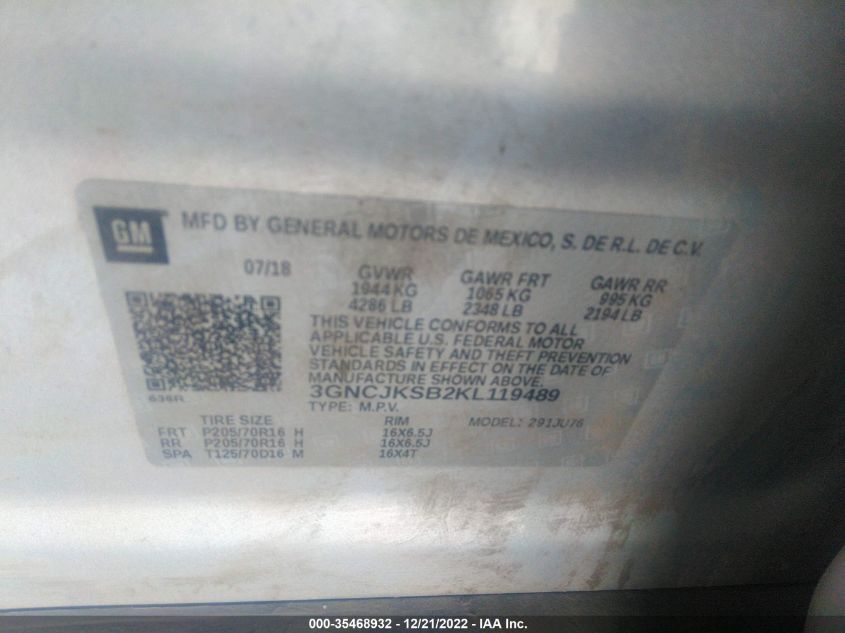 GM MFD BY GENERAL MOTORS DE MEXICO, S. DE R.L. DE C.V.
07/18 GVWR GAWR FRT GAWR RR
1944 KG 1065 KG 995 KG
4286 LB 2348 LB 2194 LB
THIS VEHICLE CONFORMS TO ALL
APPLICABLE U.S. FEDERAL MOTOR
VEHICLE SAFETY AND THEFT PREVENTION
STANDARDS IN EFFECT ON THE DATE OF
MANUFACTURE SHOWN ABOVE.
636R 3GNCJKSB2KL119489
TYPE: M.P.V. MODEL: 291JU76
TIRE SIZE RIM
FRT P205/70R16 H 16X6.5J
RR P205/70R16 H 16X6.5J
SPA T125/70D16 M 16X4T
000-35468932 - 12/21/2022 - IAA Inc.